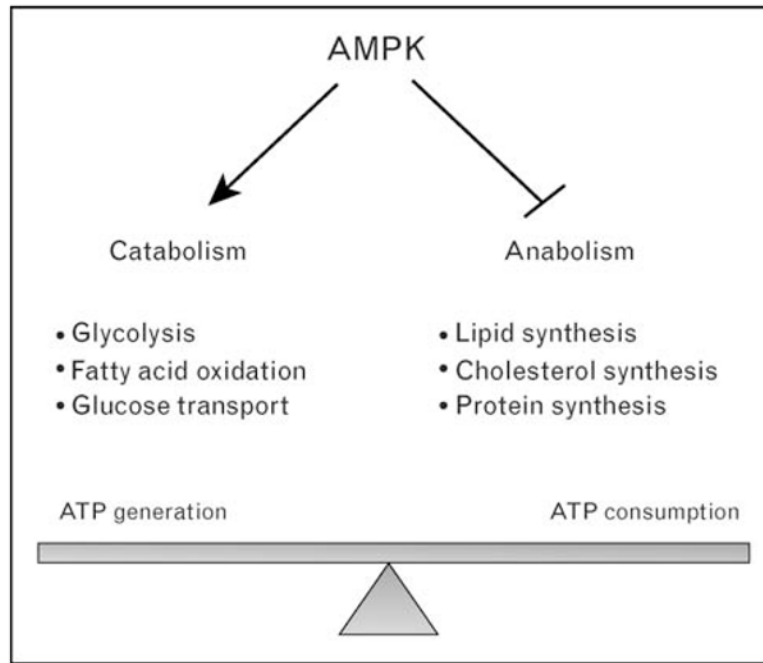 AMPK
Catabolism
Anabolism
• Glycolysis
• Fatty acid oxidation
• Glucose transport
• Lipid synthesis
• Cholesterol synthesis
• Protein synthesis
ATP generation
ATP consumption